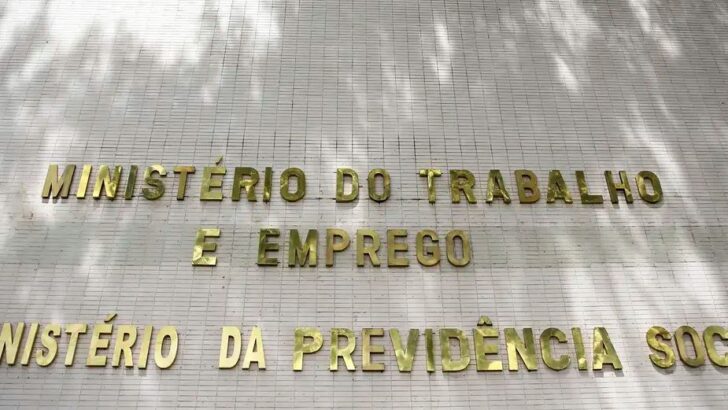 MINISTÉRIO DO TRABALHO
E EMPREGO
NISTÉRIO DA PREVIDÊNCIA SOC